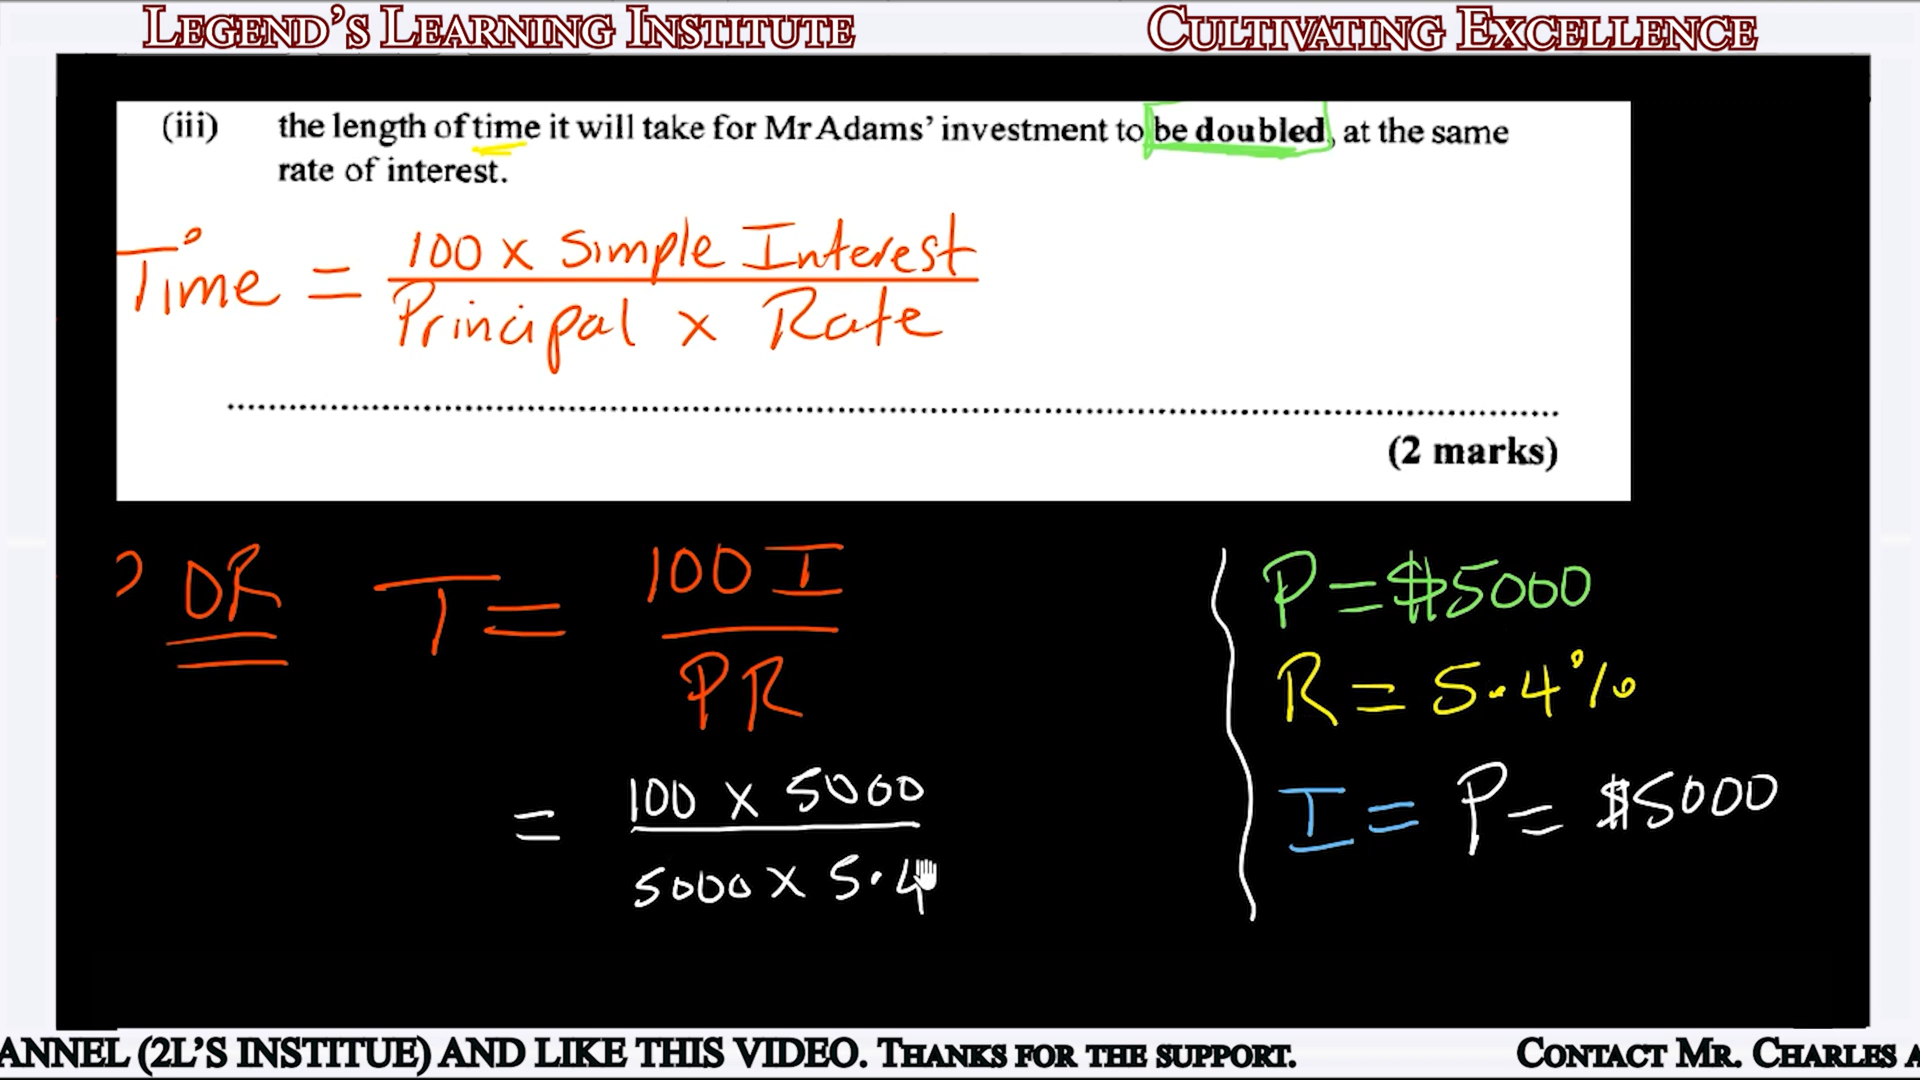 LEGEND'S LEARNING INSTITUTE CULTIVATING EXCELLENCE
(iii) the length of time it will take for Mr Adams' investment to be doubled, at the same
rate of interest.
Time = 100 x Simple Interest
Principal x Rate
(2 marks)
OR T = 100 I
PR
= 100 x 5000
5000 x 5.4
P = $5000
R = 5.4%
I = P = $5000
ANNEL (2L'S INSTITUE) AND LIKE THIS VIDEO. THANKS FOR THE SUPPORT. CONTACT MR. CHARLES A